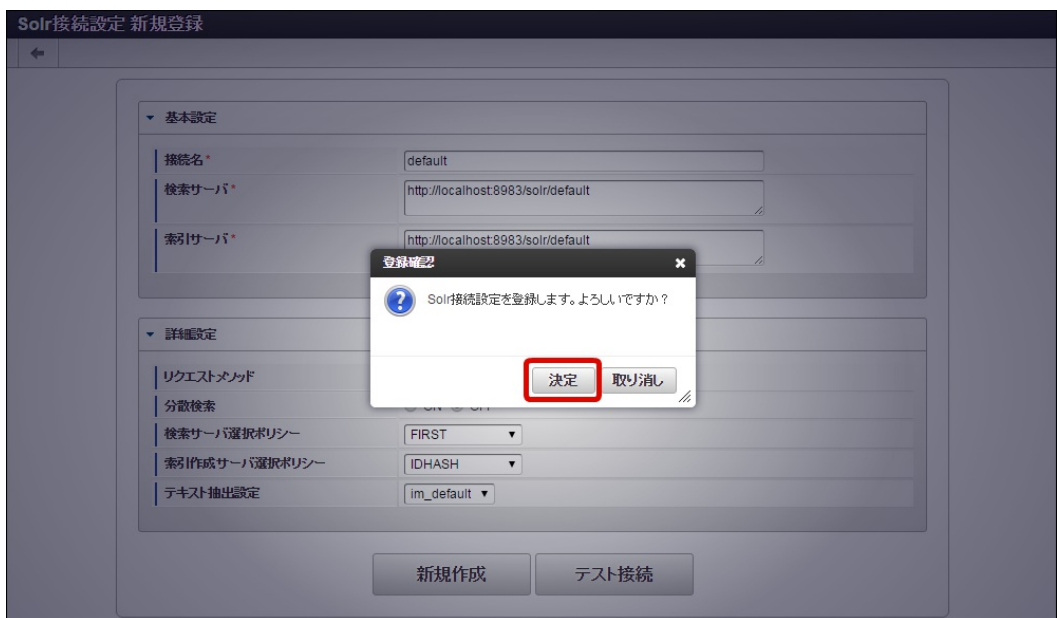 Solr接続設定 新規登録
基本設定
接続名*
default
検索サーバ*
http://localhost:8983/solr/default
索引サーバ*
http://localhost:8983/solr/default
登録確認
Solr接続設定を登録します。よろしいですか？
決定
取り消し
詳細設定
リクエストメソッド
分散検索
ON OFF
検索サーバ選択ポリシー
FIRST
索引作成サーバ選択ポリシー
IDHASH
テキスト抽出設定
im_default
新規作成
テスト接続